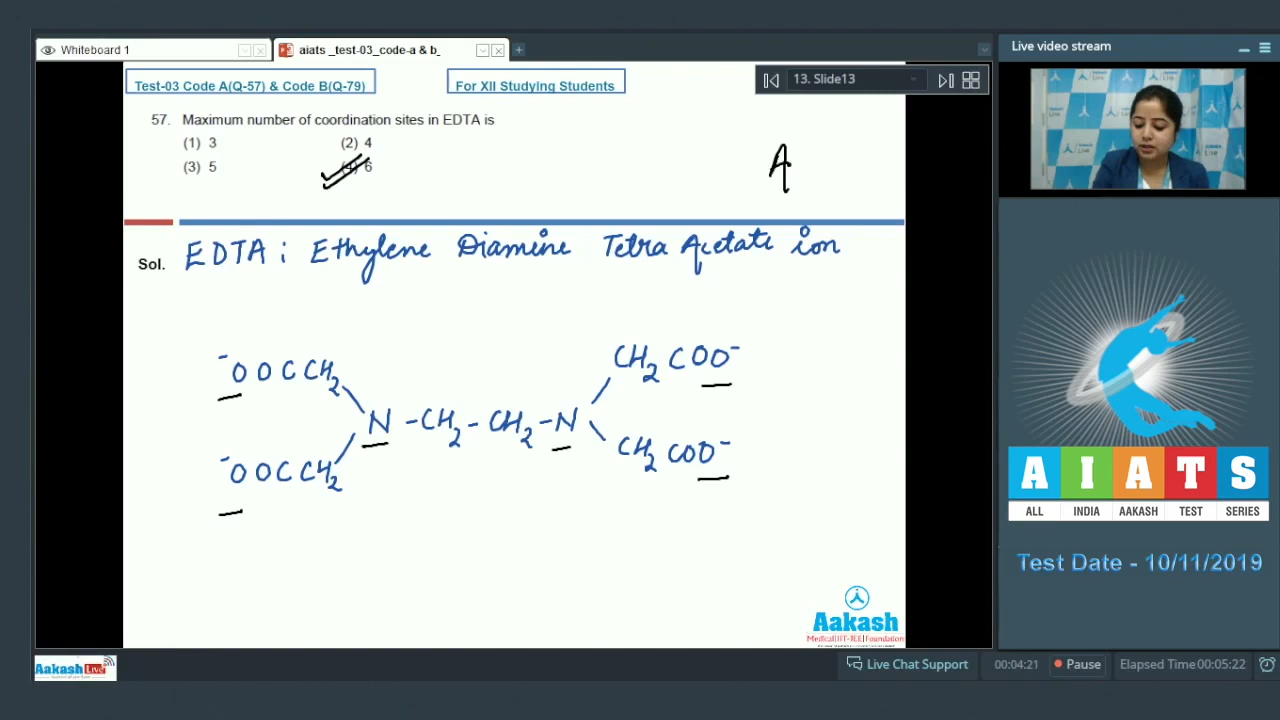 Whiteboard 1
aiats _test-03_code-a & b_
Live video stream
Test-03 Code A(Q-57) & Code B(Q-79)
For XII Studying Students
13. Slide13
57. Maximum number of coordination sites in EDTA is
(1) 3 (2) 4
(3) 5 (4) 6
A
Sol. EDTA : Ethylene Diamine Tetra Acetate ion
⁻OOCCH₂ CH₂COO⁻
N - CH₂ - CH₂ - N
⁻OOCCH₂ CH₂COO⁻
A I A T S
ALL INDIA AAKASH TEST SERIES
Test Date - 10/11/2019
Aakash
Medical|IIT-JEE|Foundation
Aakash Live
Live Chat Support
00:04:21
Pause
Elapsed Time 00:05:22